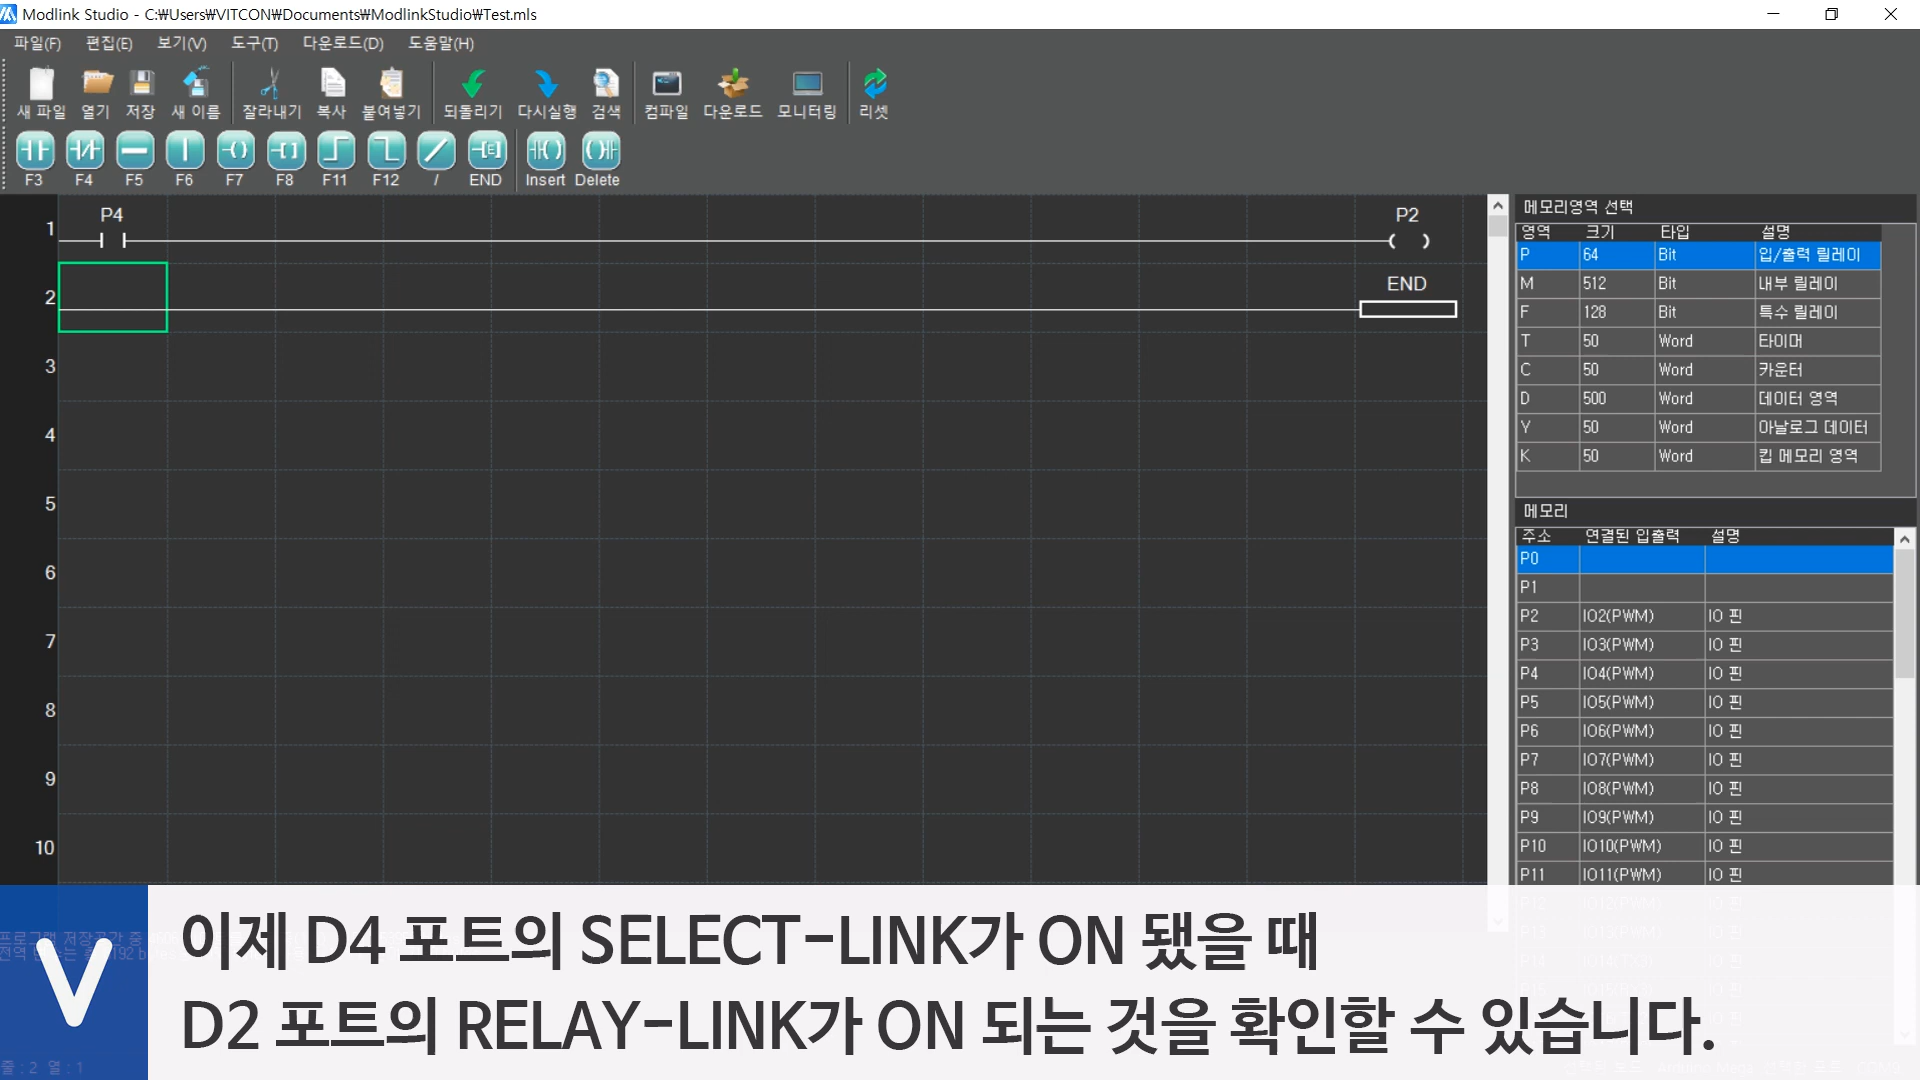 Modlink Studio - C:￦Users￦VITCON￦Documents￦ModlinkStudio￦Test.mls
파일(F) 편집(E) 보기(V) 도구(T) 다운로드(D) 도움말(H)
새 파일 열기 저장 새 이름 잘라내기 복사 붙여넣기 되돌리기 다시실행 검색 컴파일 다운로드 모니터링 리셋
F3 F4 F5 F6 F7 F8 F11 F12 / END Insert Delete
1 P4 P2
2 END
3
4
5
6
7
8
9
10
메모리영역 선택
영역 크기 타입 설명
P 64 Bit 입/출력 릴레이
M 512 Bit 내부 릴레이
F 128 Bit 특수 릴레이
T 50 Word 타이머
C 50 Word 카운터
D 500 Word 데이터 영역
Y 50 Word 아날로그 데이터
K 50 Word 킵 메모리 영역
메모리
주소 연결된 입출력 설명
P0
P1
P2 IO2(PWM) IO 핀
P3 IO3(PWM) IO 핀
P4 IO4(PWM) IO 핀
P5 IO5(PWM) IO 핀
P6 IO6(PWM) IO 핀
P7 IO7(PWM) IO 핀
P8 IO8(PWM) IO 핀
P9 IO9(PWM) IO 핀
P10 IO10(PWM) IO 핀
P11 IO11(PWM) IO 핀
V
이제 D4 포트의 SELECT-LINK가 ON 됐을 때
D2 포트의 RELAY-LINK가 ON 되는 것을 확인할 수 있습니다.
줄 : 2 열 : 1